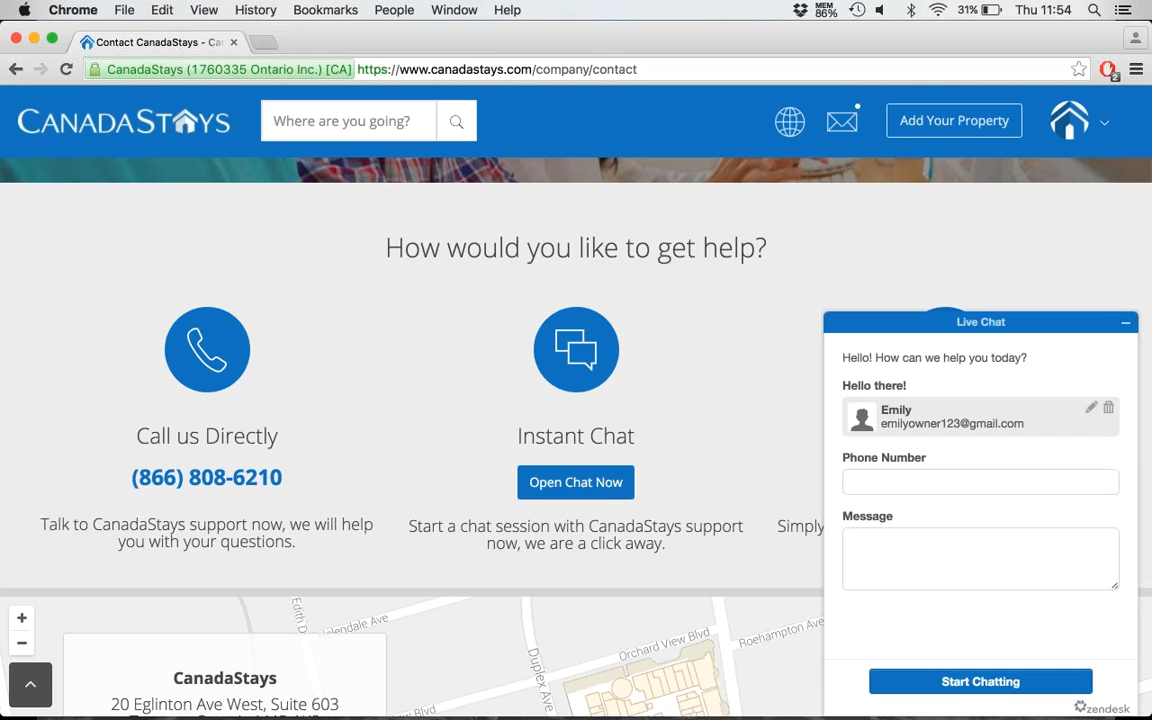 Chrome File Edit View History Bookmarks People Window Help MEM 86% 31% Thu 11:54
Contact CanadaStays - Ca
CanadaStays (1760335 Ontario Inc.) [CA] https://www.canadastays.com/company/contact 2
CANADASTAYS Where are you going? Add Your Property
How would you like to get help?
Call us Directly
(866) 808-6210
Talk to CanadaStays support now, we will help
you with your questions.
Instant Chat
Open Chat Now
Start a chat session with CanadaStays support
now, we are a click away.
Simply
Live Chat
Hello! How can we help you today?
Hello there!
Emily
emilyowner123@gmail.com
Phone Number
Message
Start Chatting
zendesk
+
−
CanadaStays
20 Eglinton Ave West, Suite 603
Edith D
lendale Ave
Duplex Ave
Orchard View Blvd
Roehampton Ave